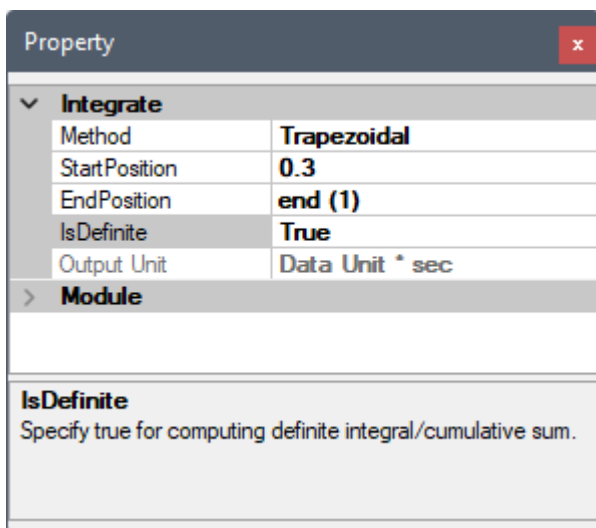 Property
x
Integrate
Method Trapezoidal
StartPosition 0.3
EndPosition end (1)
IsDefinite True
Output Unit Data Unit * sec
Module
IsDefinite
Specify true for computing definite integral/cumulative sum.